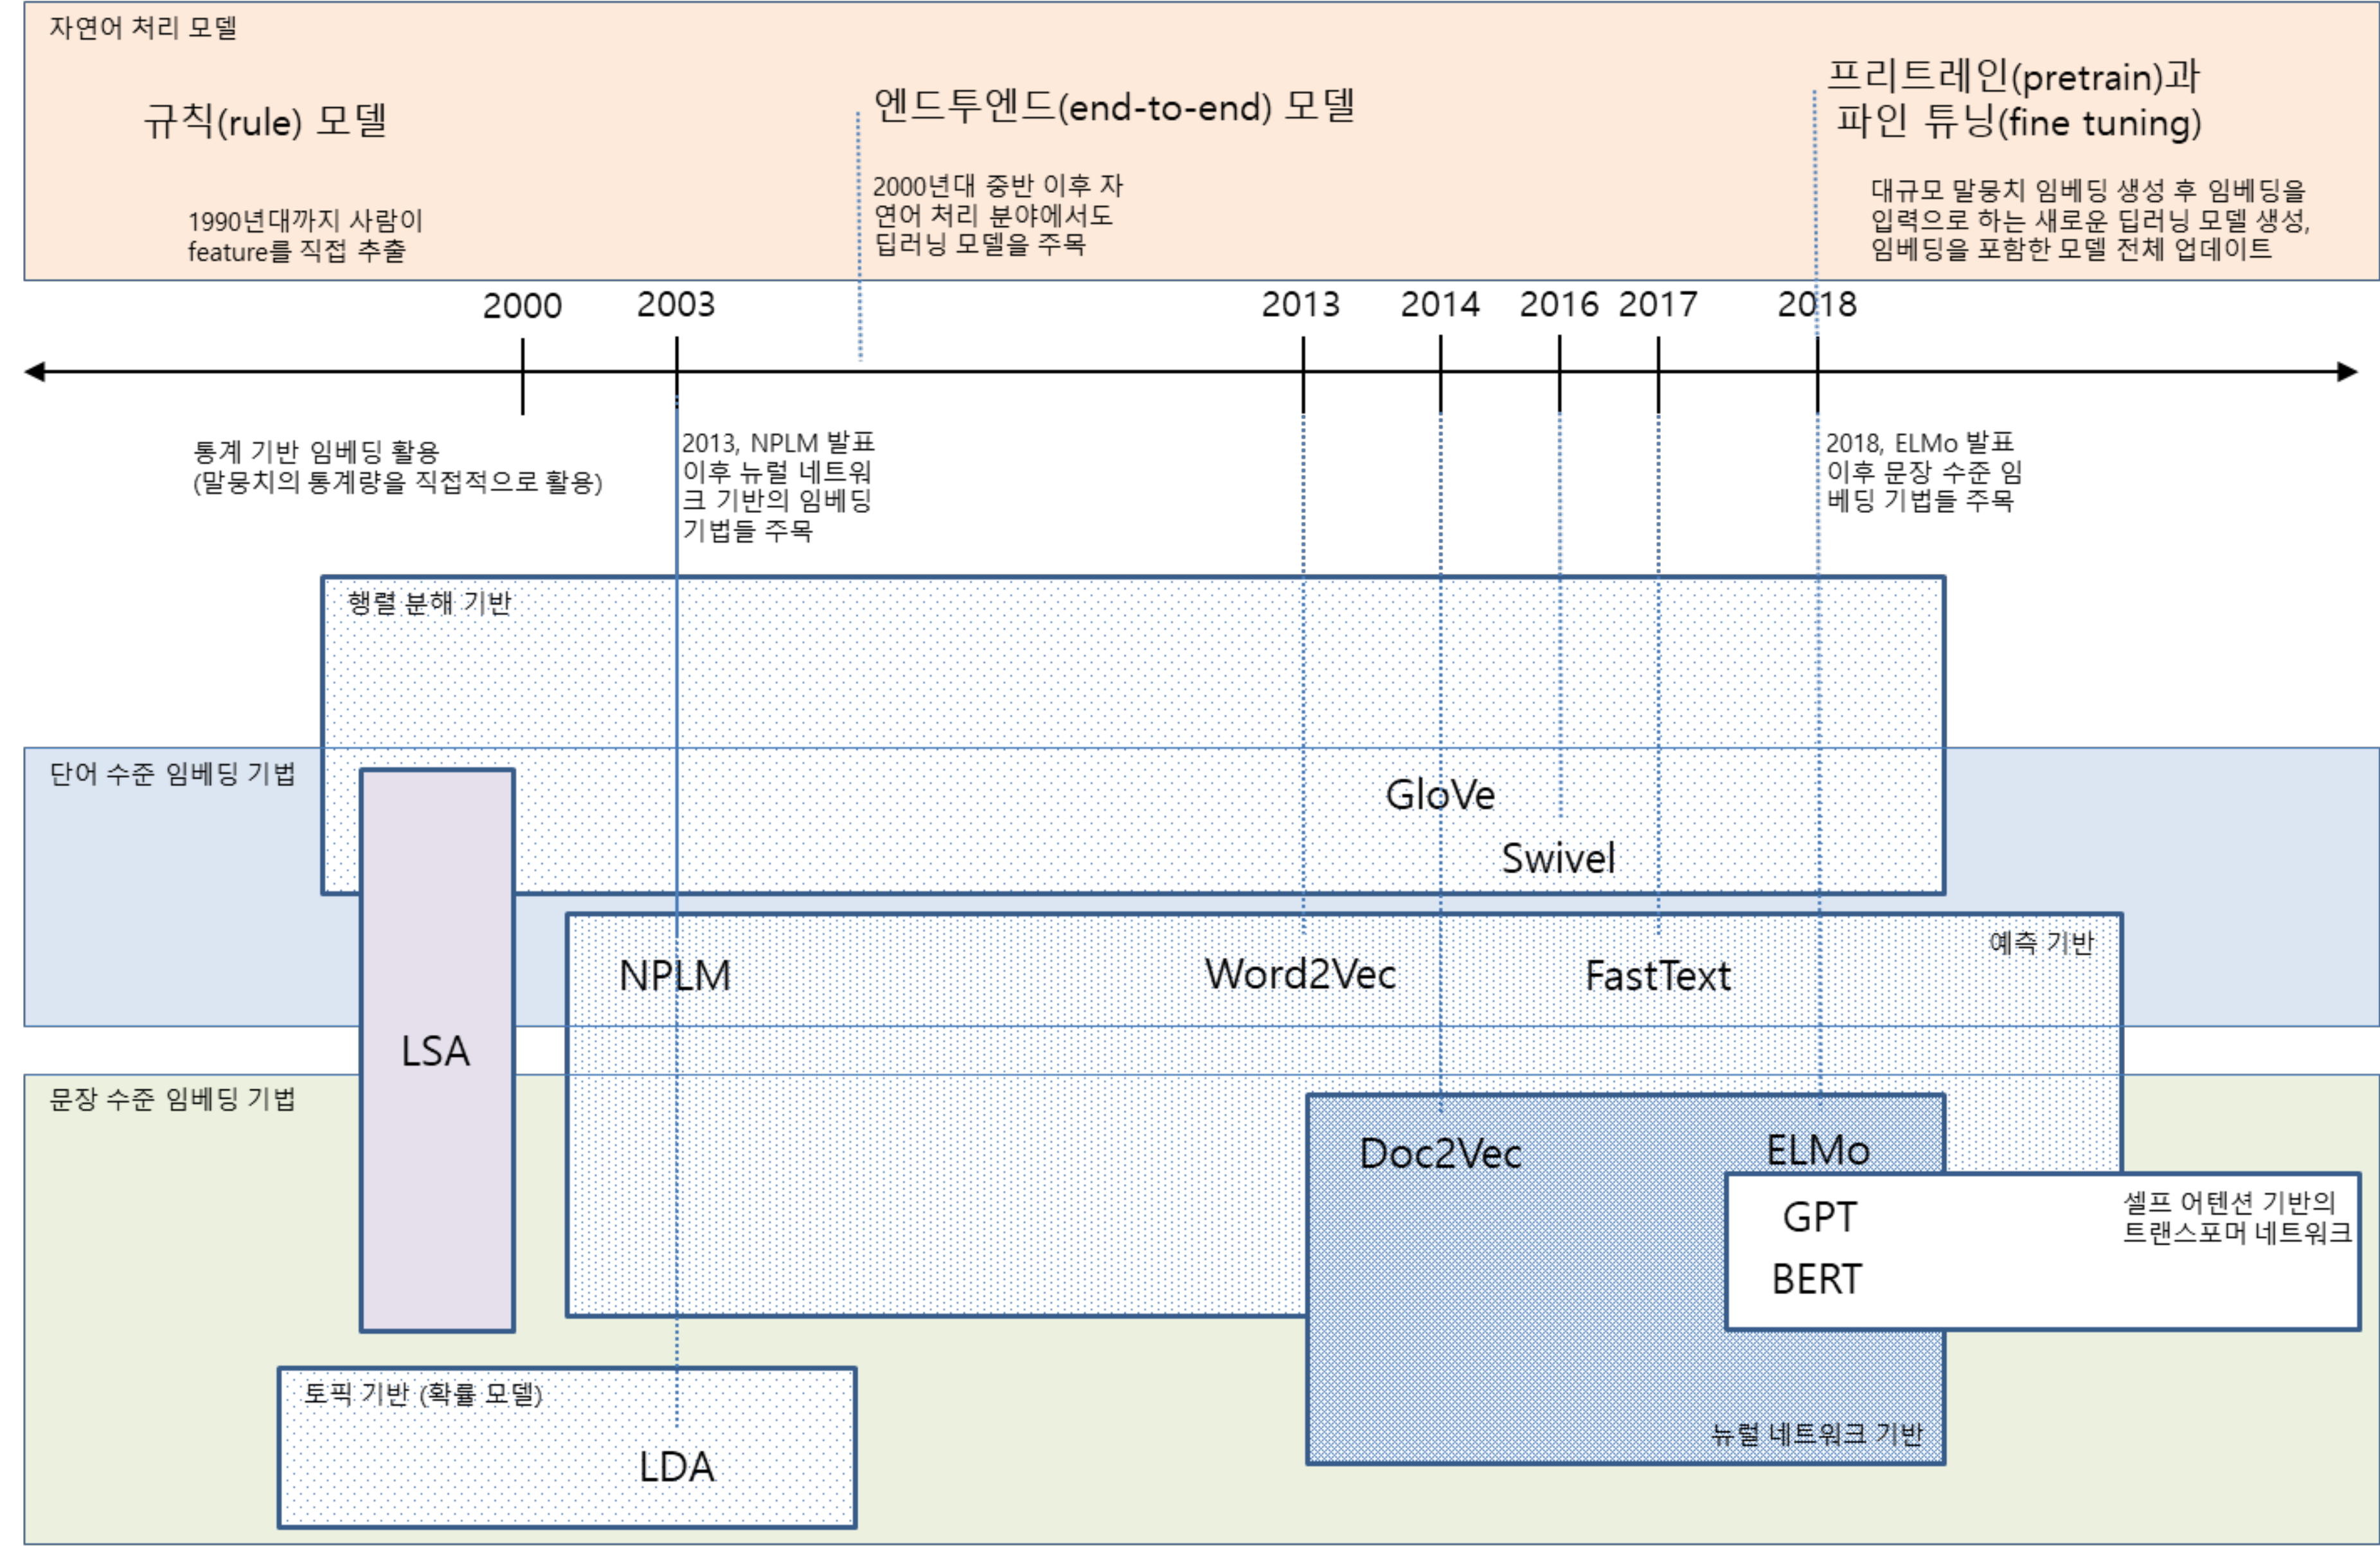 자연어 처리 모델
규칙(rule) 모델
1990년대까지 사람이
feature를 직접 추출
엔드투엔드(end-to-end) 모델
2000년대 중반 이후 자
연어 처리 분야에서도
딥러닝 모델을 주목
프리트레인(pretrain)과
파인 튜닝(fine tuning)
대규모 말뭉치 임베딩 생성 후 임베딩을
입력으로 하는 새로운 딥러닝 모델 생성,
임베딩을 포함한 모델 전체 업데이트
2000 2003 2013 2014 2016 2017 2018
통계 기반 임베딩 활용
(말뭉치의 통계량을 직접적으로 활용)
2013, NPLM 발표
이후 뉴럴 네트워
크 기반의 임베딩
기법들 주목
2018, ELMo 발표
이후 문장 수준 임
베딩 기법들 주목
행렬 분해 기반
단어 수준 임베딩 기법
GloVe
Swivel
예측 기반
NPLM Word2Vec FastText
LSA
문장 수준 임베딩 기법
Doc2Vec ELMo
GPT
BERT
셀프 어텐션 기반의
트랜스포머 네트워크
토픽 기반 (확률 모델)
LDA
뉴럴 네트워크 기반